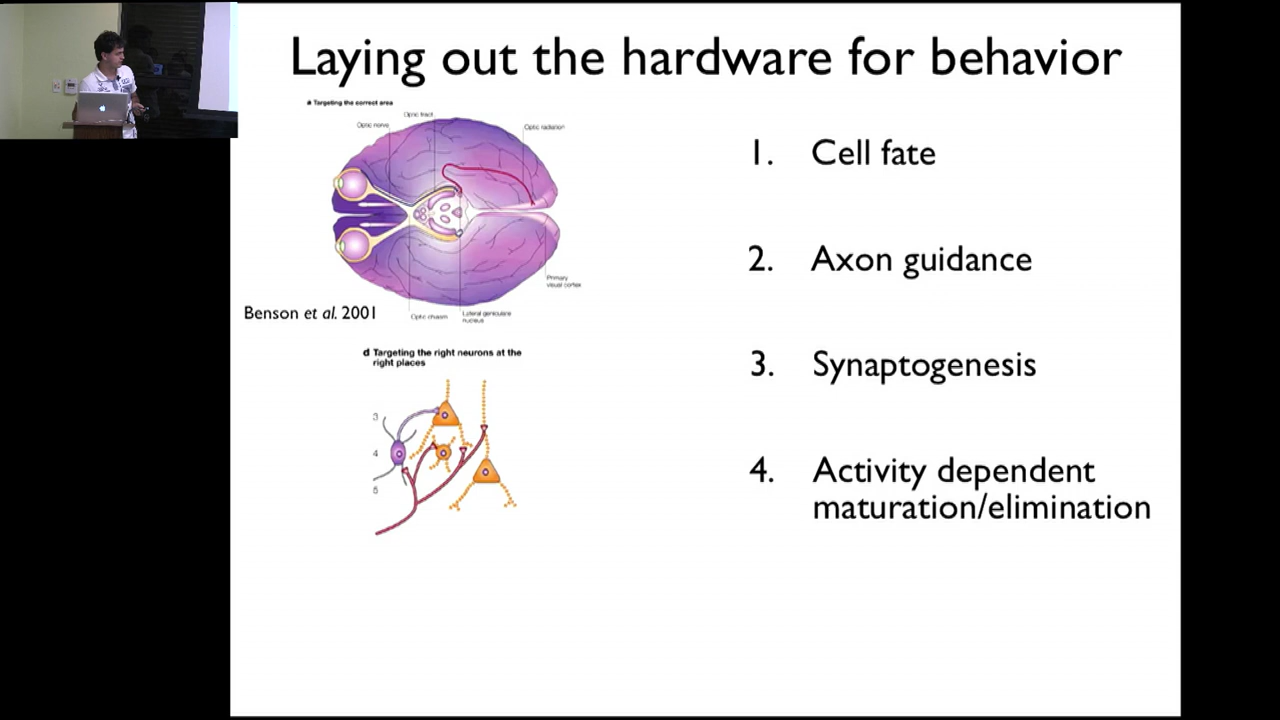 Laying out the hardware for behavior
a Targeting the correct area
Optic nerve
Optic tract
Optic radiation
Primary
visual cortex
Optic chiasm
Lateral geniculate
nucleus
Benson et al. 2001
d Targeting the right neurons at the
right places
3
4
5
1. Cell fate
2. Axon guidance
3. Synaptogenesis
4. Activity dependent
maturation/elimination